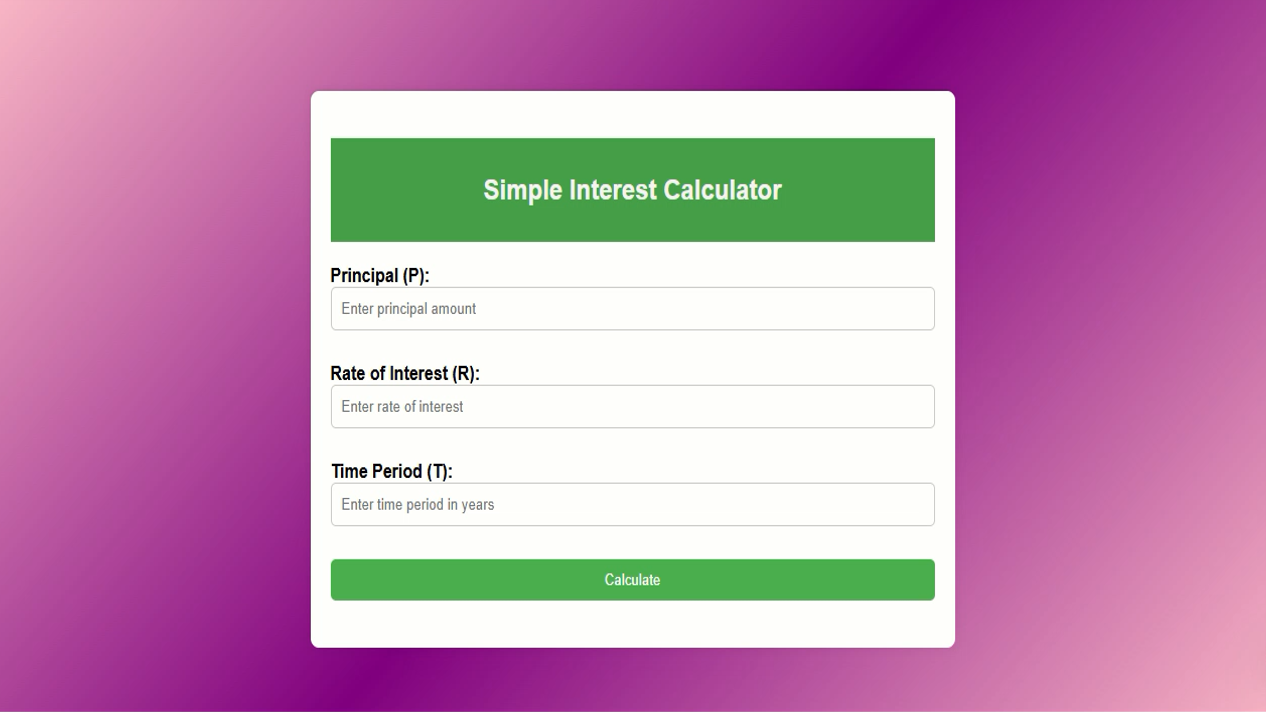 Simple Interest Calculator
Principal (P):
Enter principal amount
Rate of Interest (R):
Enter rate of interest
Time Period (T):
Enter time period in years
Calculate